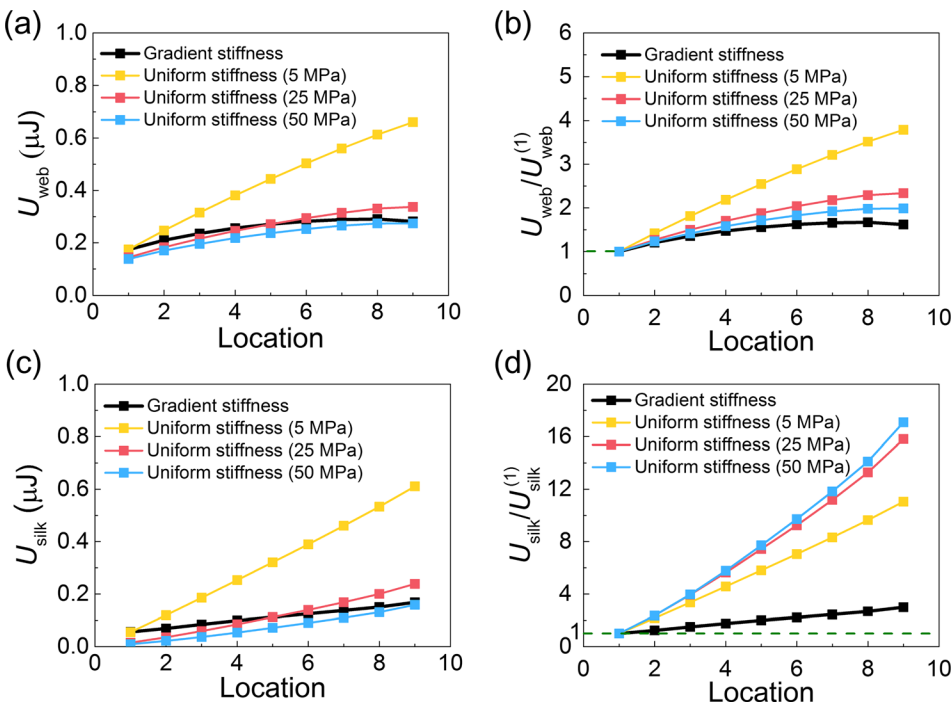 (a)
1.0
0.8
0.6
0.4
0.2
0.0
U_web (μJ)
Gradient stiffness
Uniform stiffness (5 MPa)
Uniform stiffness (25 MPa)
Uniform stiffness (50 MPa)
0 2 4 6 8 10
Location
(b)
6
5
4
3
2
1
0
U_web/U_web^(1)
Gradient stiffness
Uniform stiffness (5 MPa)
Uniform stiffness (25 MPa)
Uniform stiffness (50 MPa)
0 2 4 6 8 10
Location
(c)
1.0
0.8
0.6
0.4
0.2
0.0
U_silk (μJ)
Gradient stiffness
Uniform stiffness (5 MPa)
Uniform stiffness (25 MPa)
Uniform stiffness (50 MPa)
0 2 4 6 8 10
Location
(d)
20
16
12
8
4
1
0
U_silk/U_silk^(1)
Gradient stiffness
Uniform stiffness (5 MPa)
Uniform stiffness (25 MPa)
Uniform stiffness (50 MPa)
0 2 4 6 8 10
Location